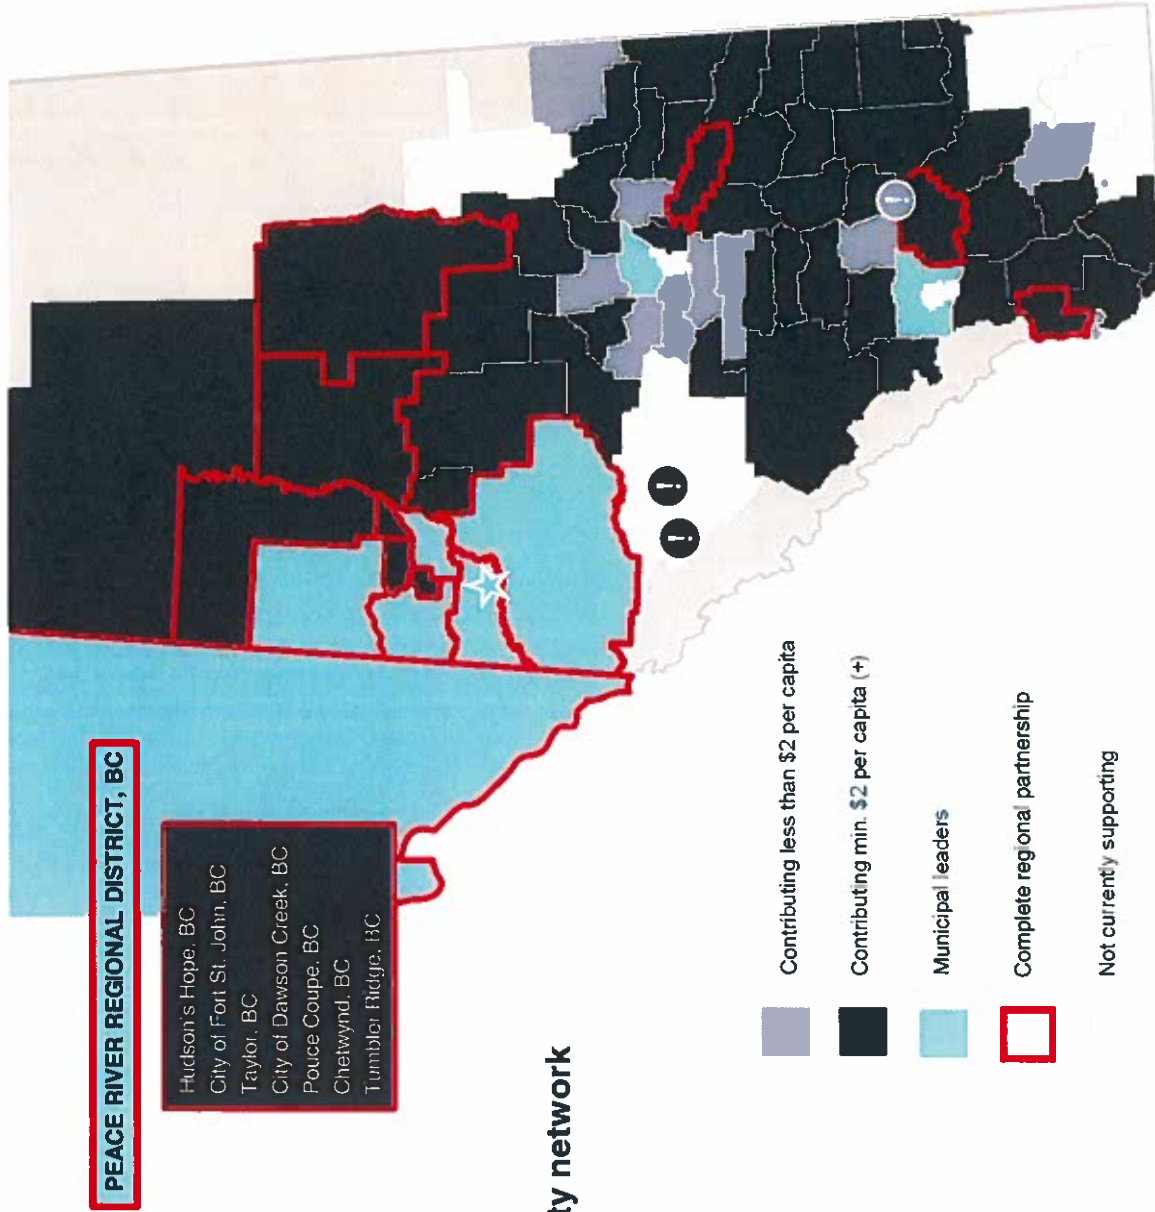 PEACE RIVER REGIONAL DISTRICT, BC
Hudson's Hope, BC
City of Fort St. John, BC
Taylor, BC
City of Dawson Creek, BC
Pouce Coupe, BC
Chetwynd, BC
Tumbler Ridge, BC
ty network
Contributing less than $2 per capita
Contributing min. $2 per capita (+)
Municipal leaders
Complete regional partnership
Not currently supporting
!
!
!